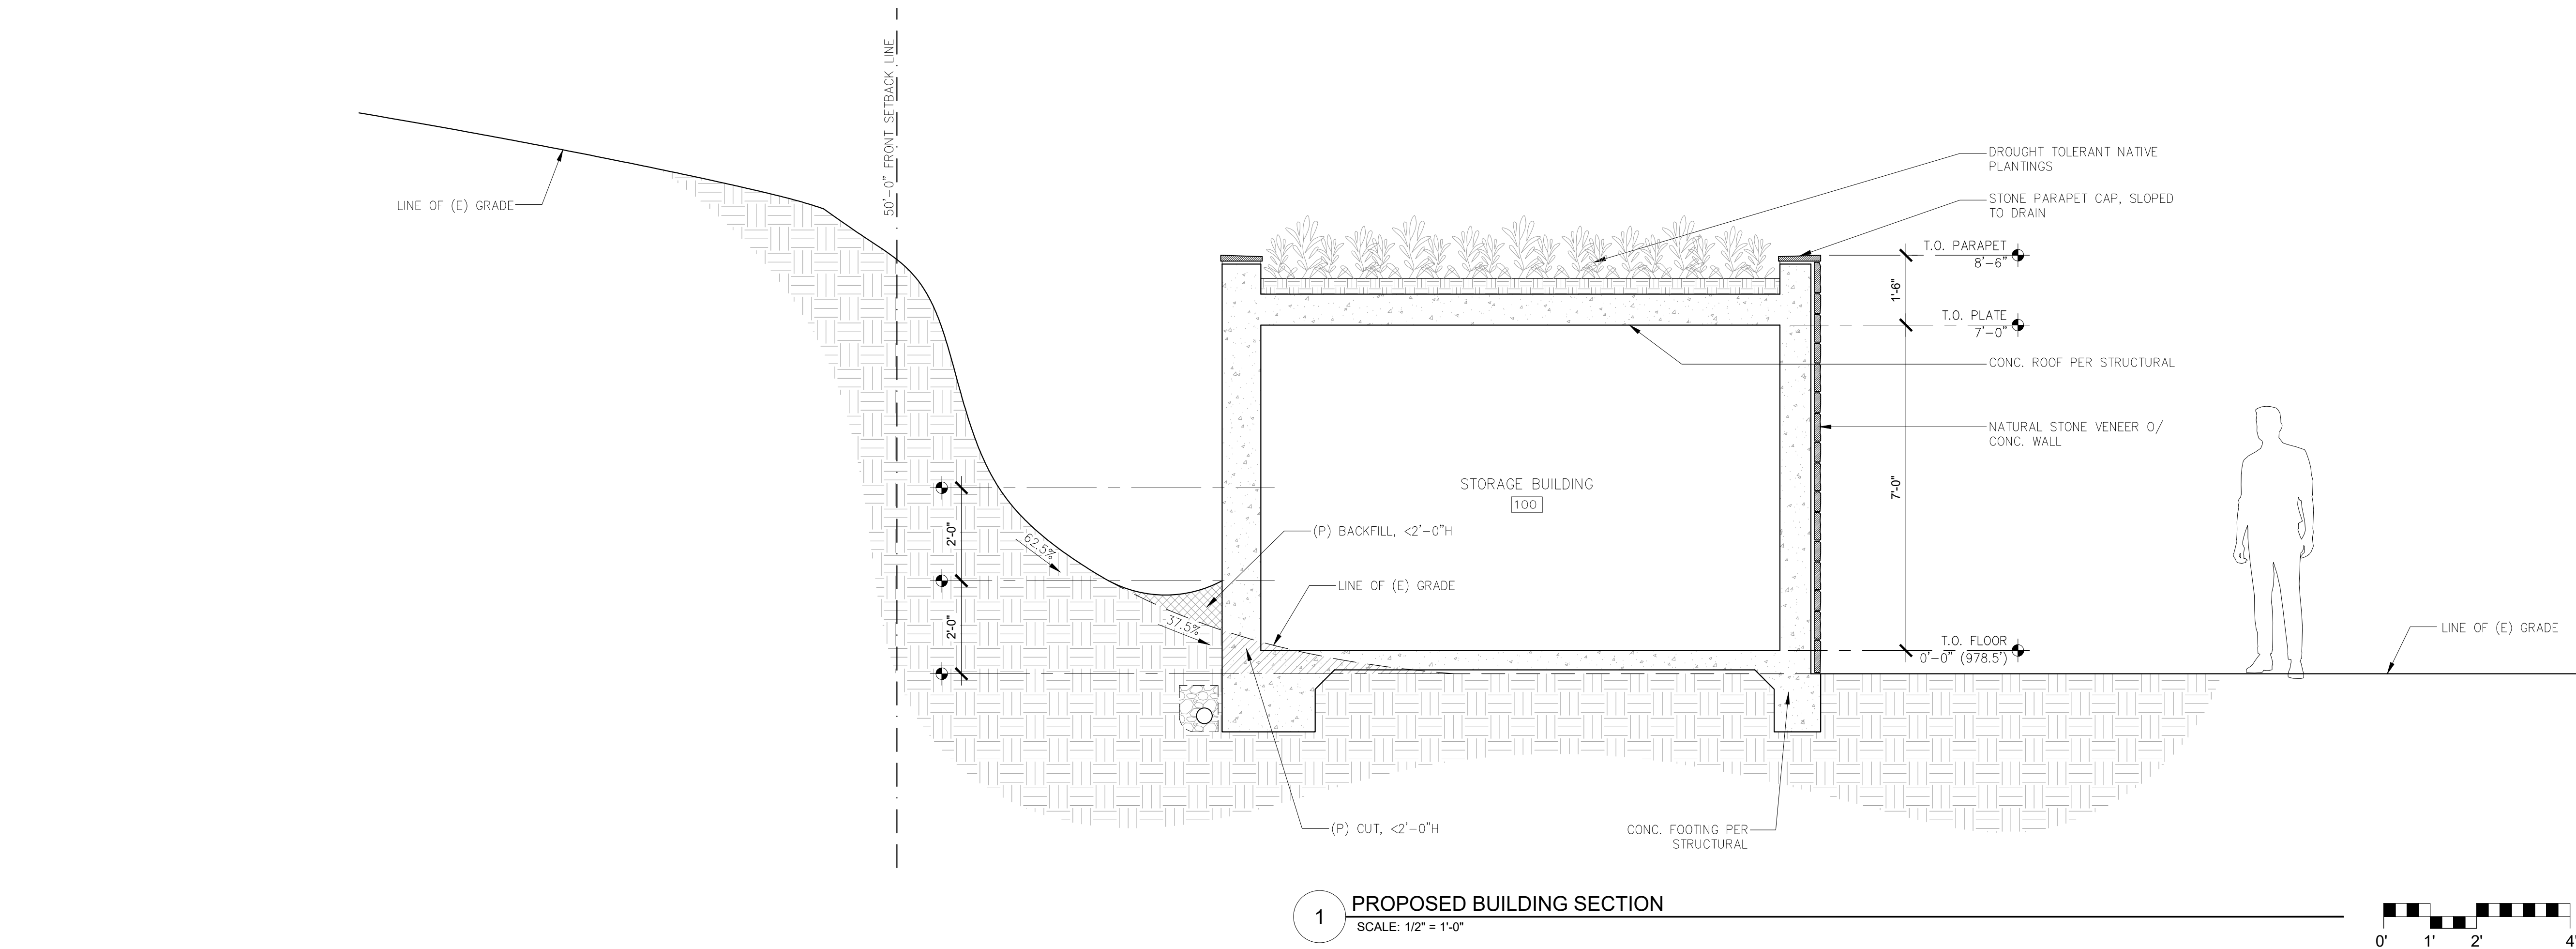 50'-0" FRONT SETBACK LINE
LINE OF (E) GRADE
DROUGHT TOLERANT NATIVE
PLANTINGS
STONE PARAPET CAP, SLOPED
TO DRAIN
T.O. PARAPET
8'-6"
1'-6"
T.O. PLATE
7'-0"
CONC. ROOF PER STRUCTURAL
NATURAL STONE VENEER O/
CONC. WALL
7'-0"
STORAGE BUILDING
100
2'-0"
62.5%
(P) BACKFILL, <2'-0"H
LINE OF (E) GRADE
2'-0"
37.5%
T.O. FLOOR
0'-0" (978.5')
LINE OF (E) GRADE
(P) CUT, <2'-0"H
CONC. FOOTING PER
STRUCTURAL
1
PROPOSED BUILDING SECTION
SCALE: 1/2" = 1'-0"
0' 1' 2' 4'